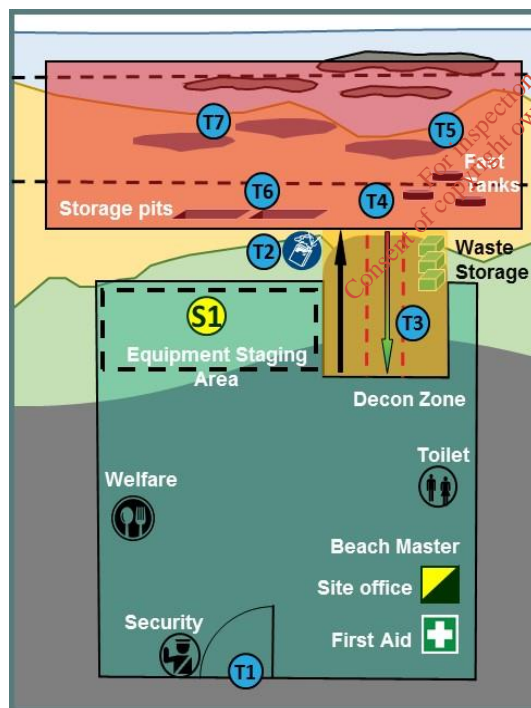 T7
T5
Fast
Tanks
T6
T4
Storage pits
T2
Waste
Storage
S1
T3
Equipment Staging
Area
Decon Zone
Toilet
Welfare
Beach Master
Site office
Security
First Aid
T1
For inspection
Consent of copyright ow